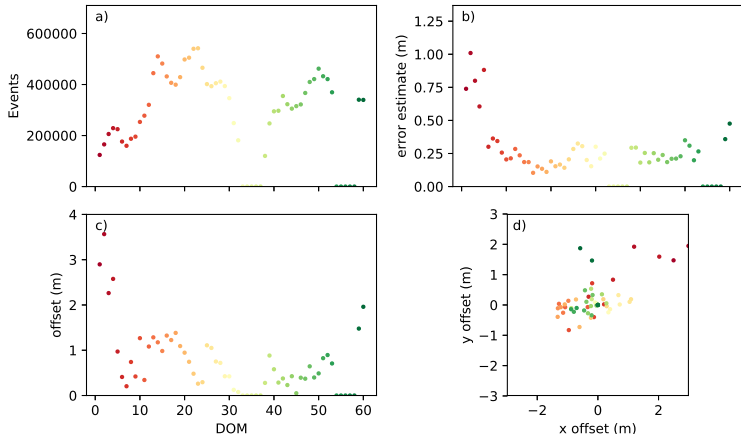 a)
600000
400000
200000
0
Events
b)
1.25
1.00
0.75
0.50
0.25
0.00
error estimate (m)
c)
4
3
2
1
0
offset (m)
0 10 20 30 40 50 60
DOM
d)
3
2
1
0
−1
−2
−3
y offset (m)
−2 0 2
x offset (m)